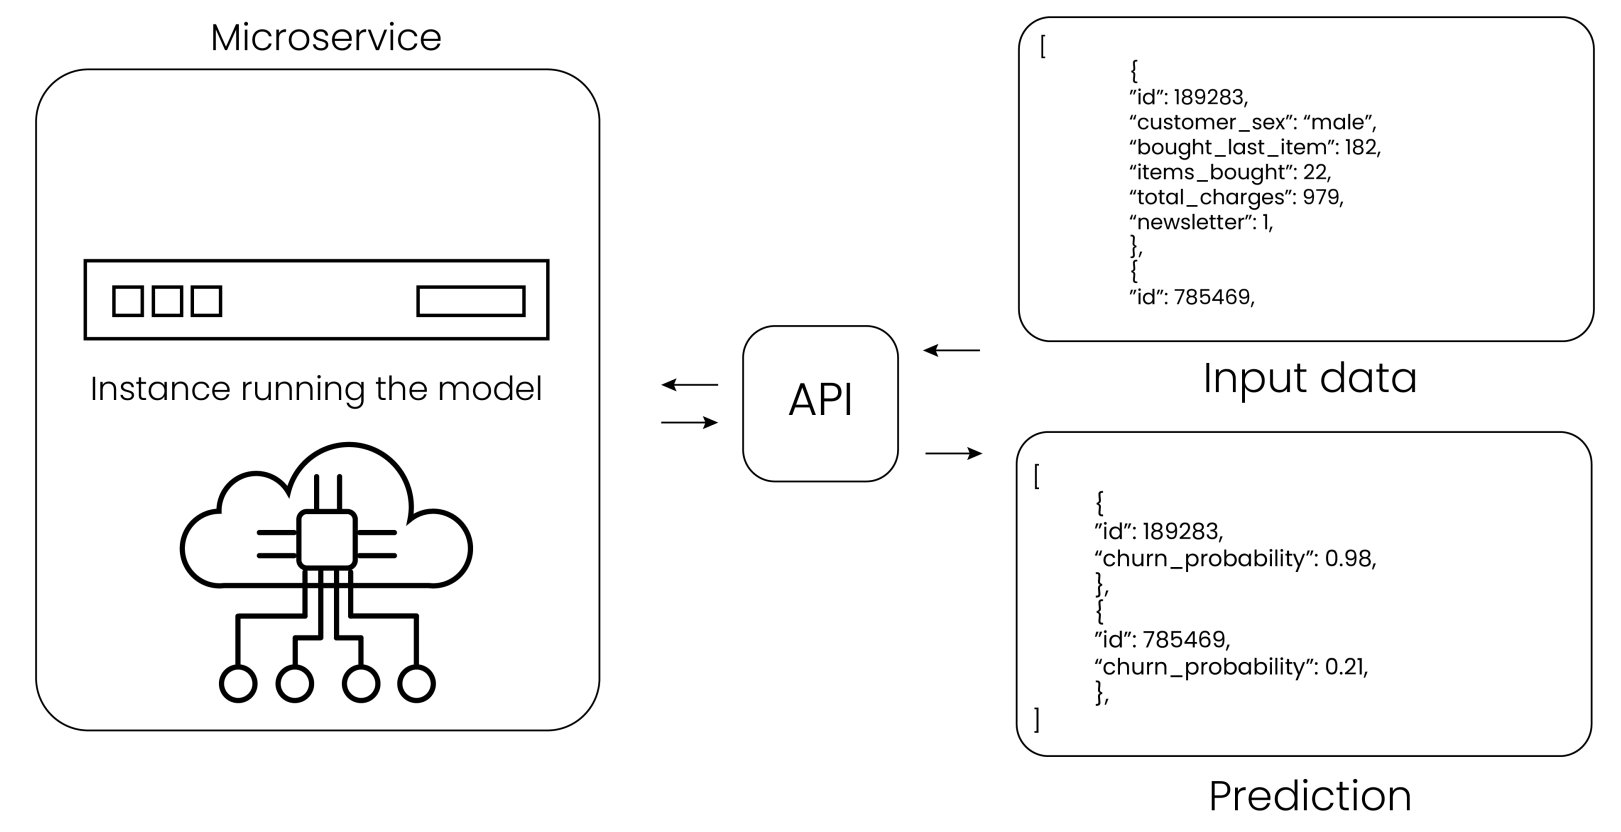 Microservice
Instance running the model
API
[
{
”id”: 189283,
“customer_sex”: “male”,
“bought_last_item”: 182,
“items_bought”: 22,
“total_charges”: 979,
“newsletter”: 1,
},
{
”id”: 785469,
Input data
[
{
”id”: 189283,
“churn_probability”: 0.98,
},
{
”id”: 785469,
“churn_probability”: 0.21,
},
]
Prediction